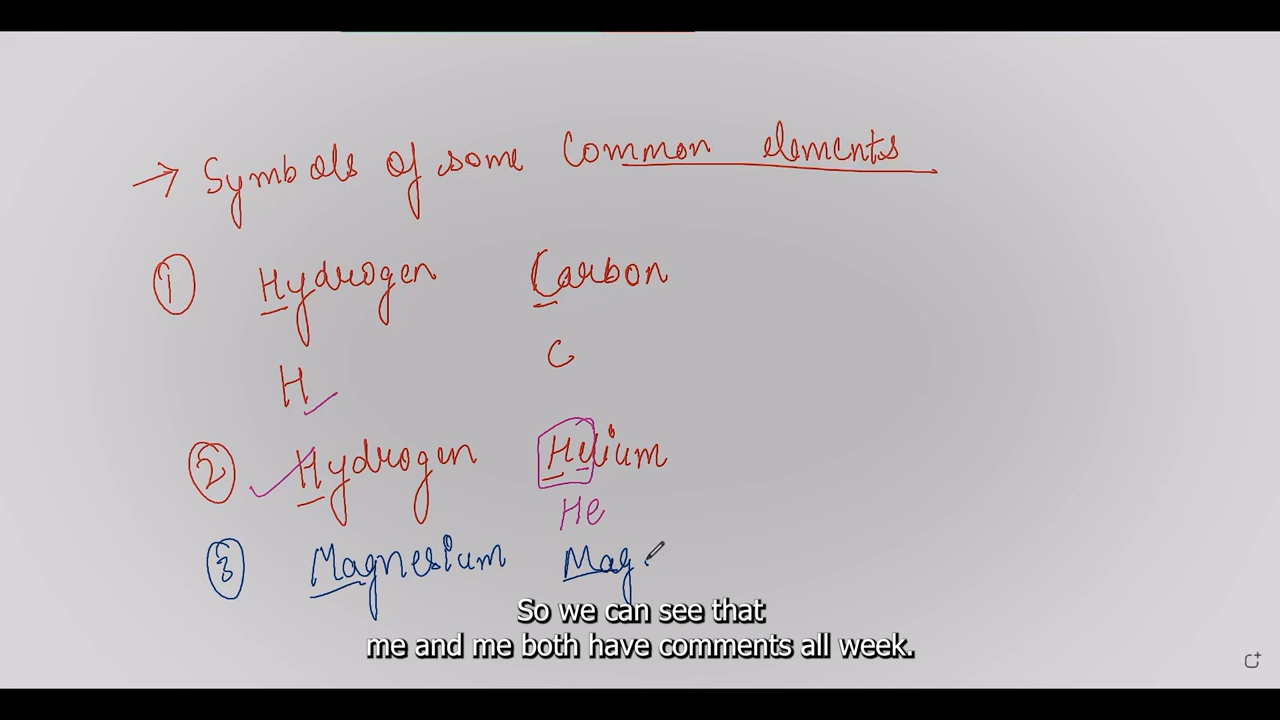 → Symbols of some Common elements
① Hydrogen Carbon
H C
② Hydrogen Helium
He
③ Magnesium Mag
So we can see that
me and me both have comments all week.